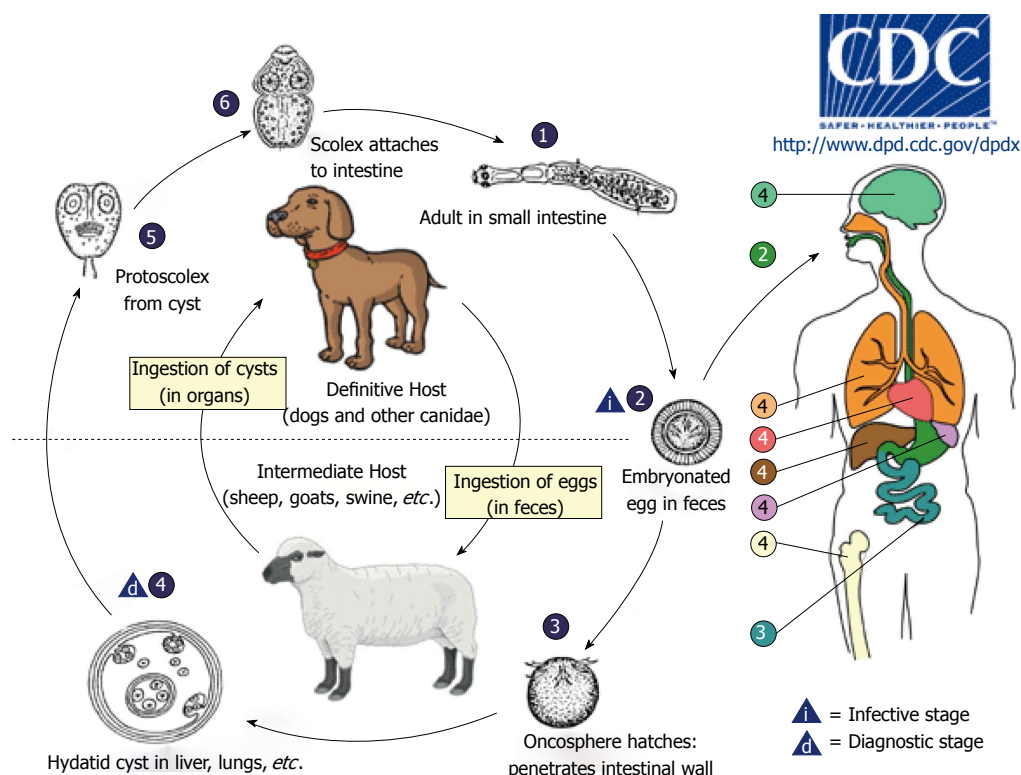 CDC
SAFER • HEALTHIER • PEOPLE™
http://www.dpd.cdc.gov/dpdx
6
Scolex attaches
to intestine
1
Adult in small intestine
5
Protoscolex
from cyst
Ingestion of cysts
(in organs)
Definitive Host
(dogs and other canidae)
i 2
Embryonated
egg in feces
Intermediate Host
(sheep, goats, swine, etc.)
Ingestion of eggs
(in feces)
d 4
Hydatid cyst in liver, lungs, etc.
3
Oncosphere hatches:
penetrates intestinal wall
4
2
4
4
4
4
4
3
i = Infective stage
d = Diagnostic stage